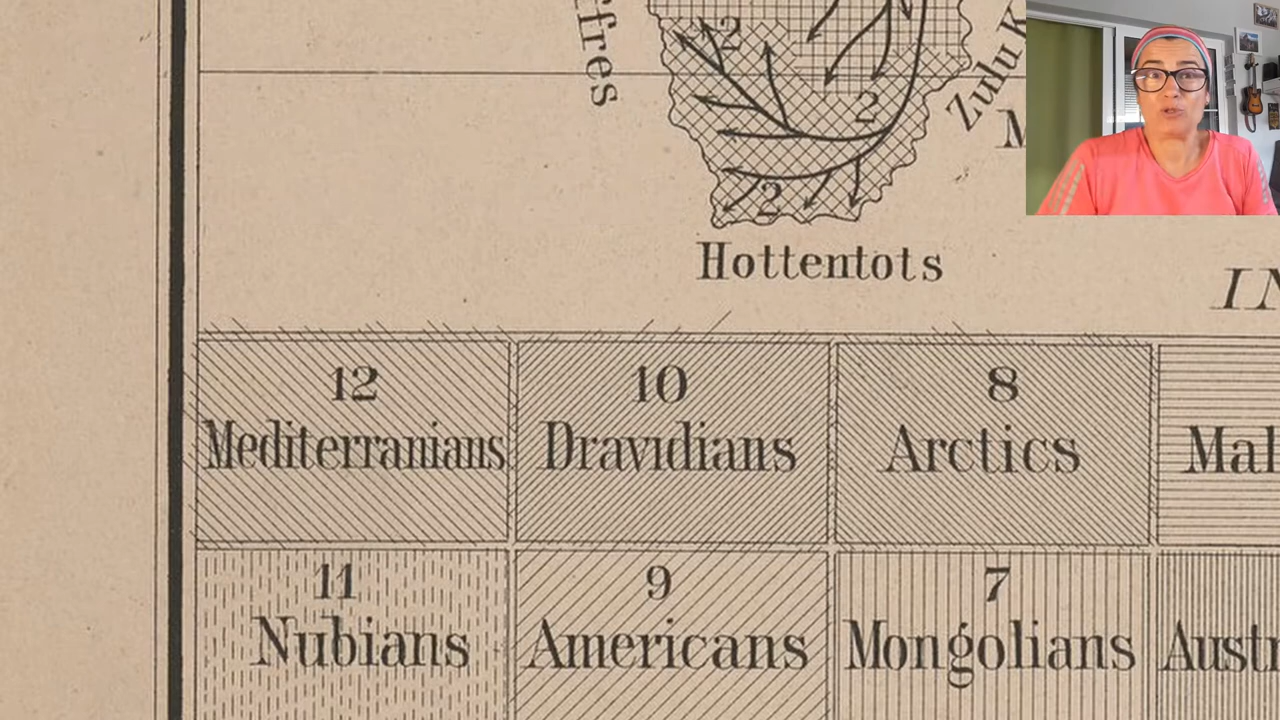 2
ffres
2
Zulu K
M
2
Hottentots
IN
12
Mediterranians
10
Dravidians
8
Arctics
Mal
11
Nubians
9
Americans
7
Mongolians
Austr